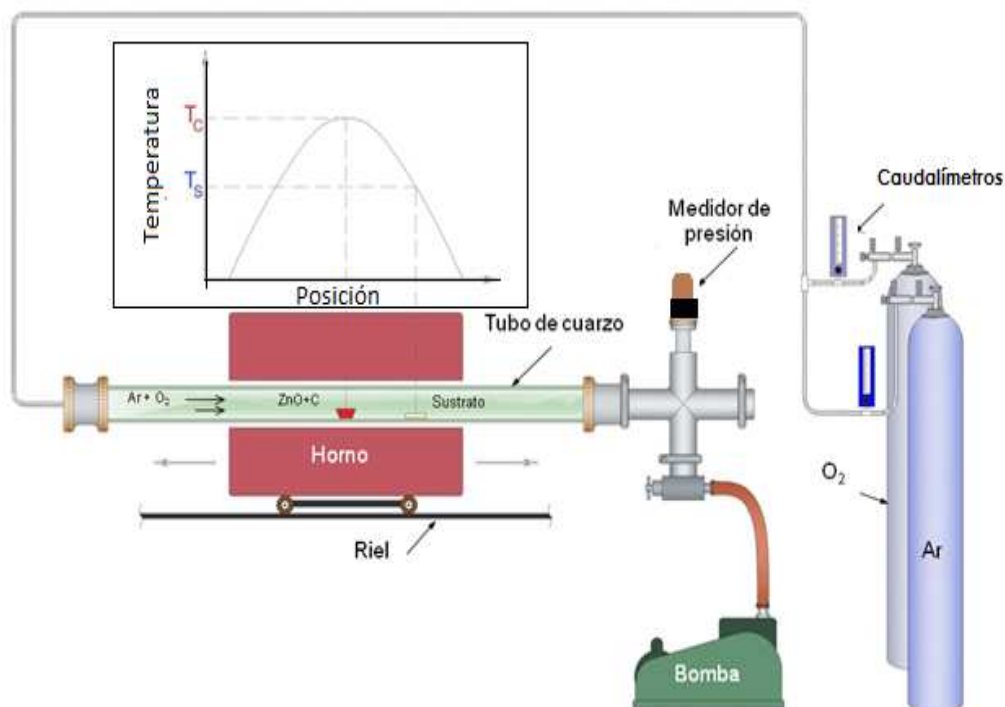 Temperatura
T_C
T_S
Posición
Caudalímetros
Medidor de
presión
Tubo de cuarzo
Ar + O₂
ZnO+C
Sustrato
Horno
Riel
O₂
Ar
Bomba